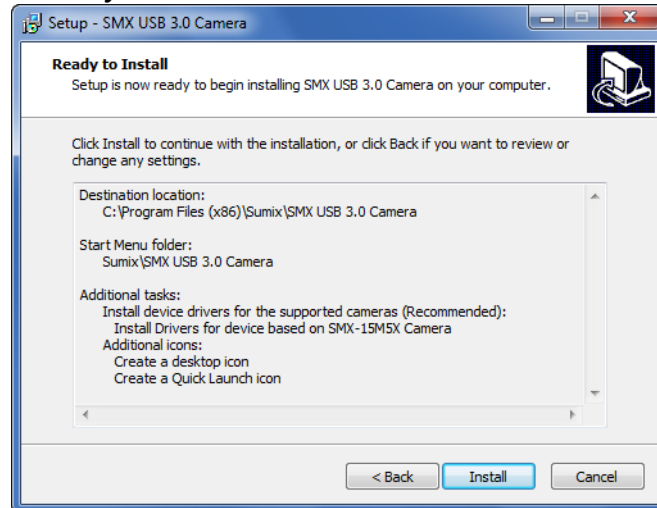 Setup - SMX USB 3.0 Camera
Ready to Install
Setup is now ready to begin installing SMX USB 3.0 Camera on your computer.
Click Install to continue with the installation, or click Back if you want to review or
change any settings.
Destination location:
C:\Program Files (x86)\Sumix\SMX USB 3.0 Camera
Start Menu folder:
Sumix\SMX USB 3.0 Camera
Additional tasks:
Install device drivers for the supported cameras (Recommended):
Install Drivers for device based on SMX-15M5X Camera
Additional icons:
Create a desktop icon
Create a Quick Launch icon
< Back
Install
Cancel